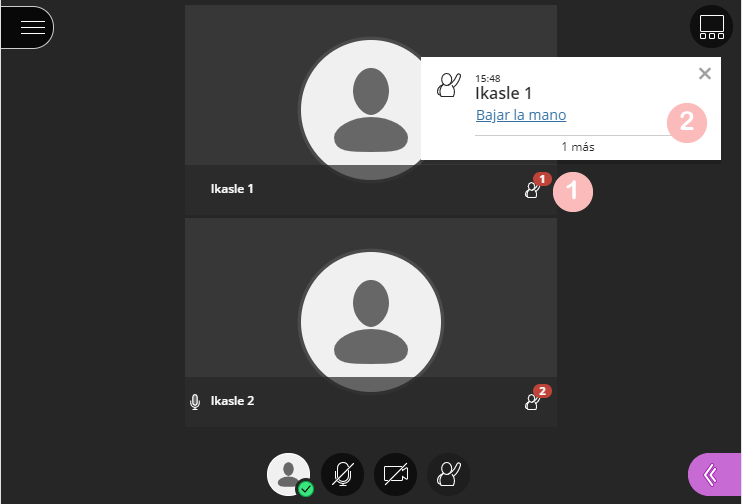 15:48
Ikasle 1
Bajar la mano
2
1 más
Ikasle 1
1
1
Ikasle 2
2